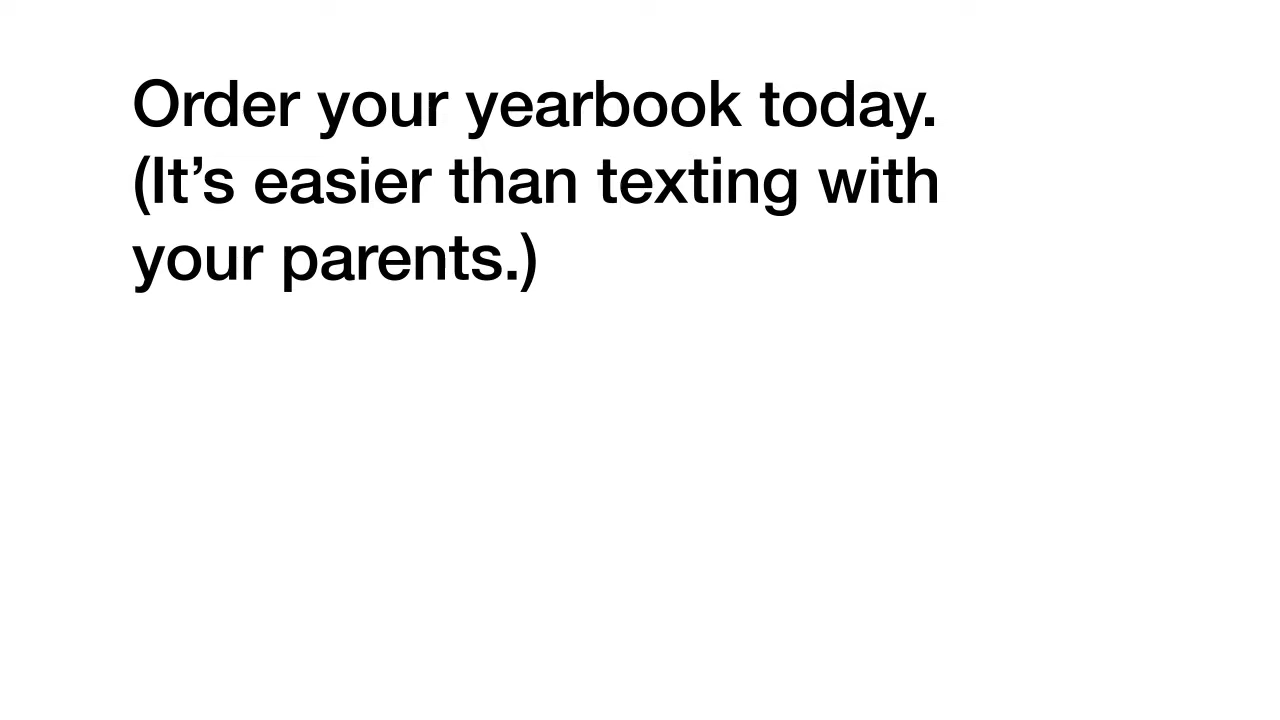 Order your yearbook today.
(It’s easier than texting with
your parents.)